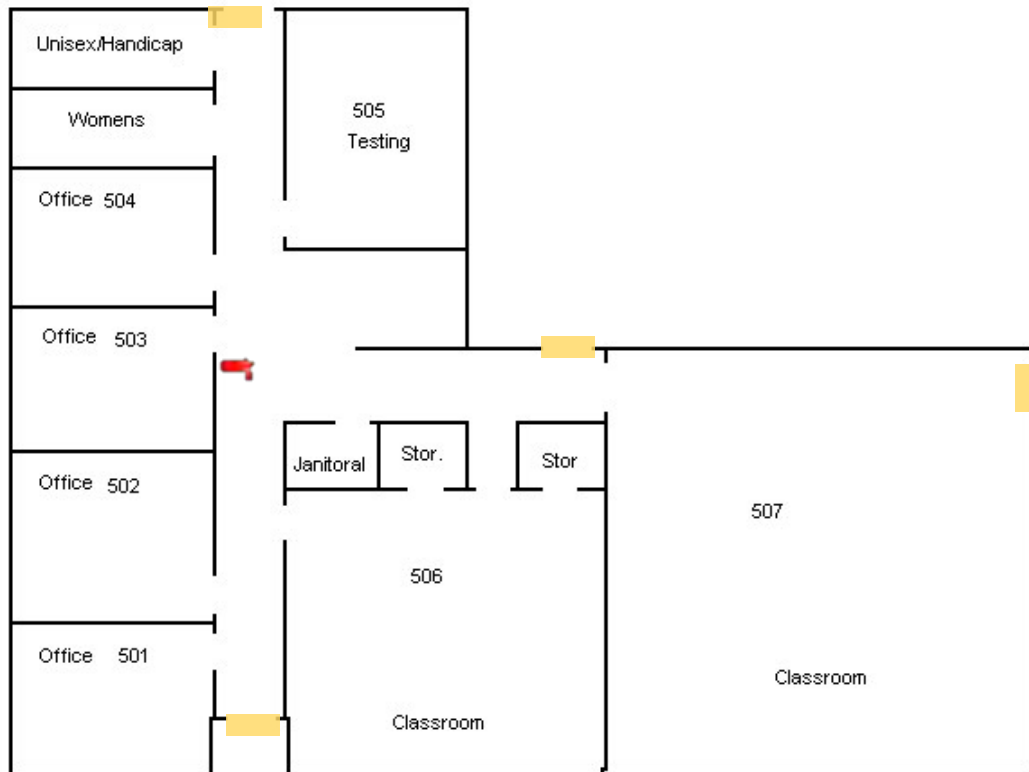 Unisex/Handicap
Womens
505
Testing
Office 504
Office 503
Janitoral
Stor.
Stor
Office 502
507
506
Office 501
Classroom
Classroom